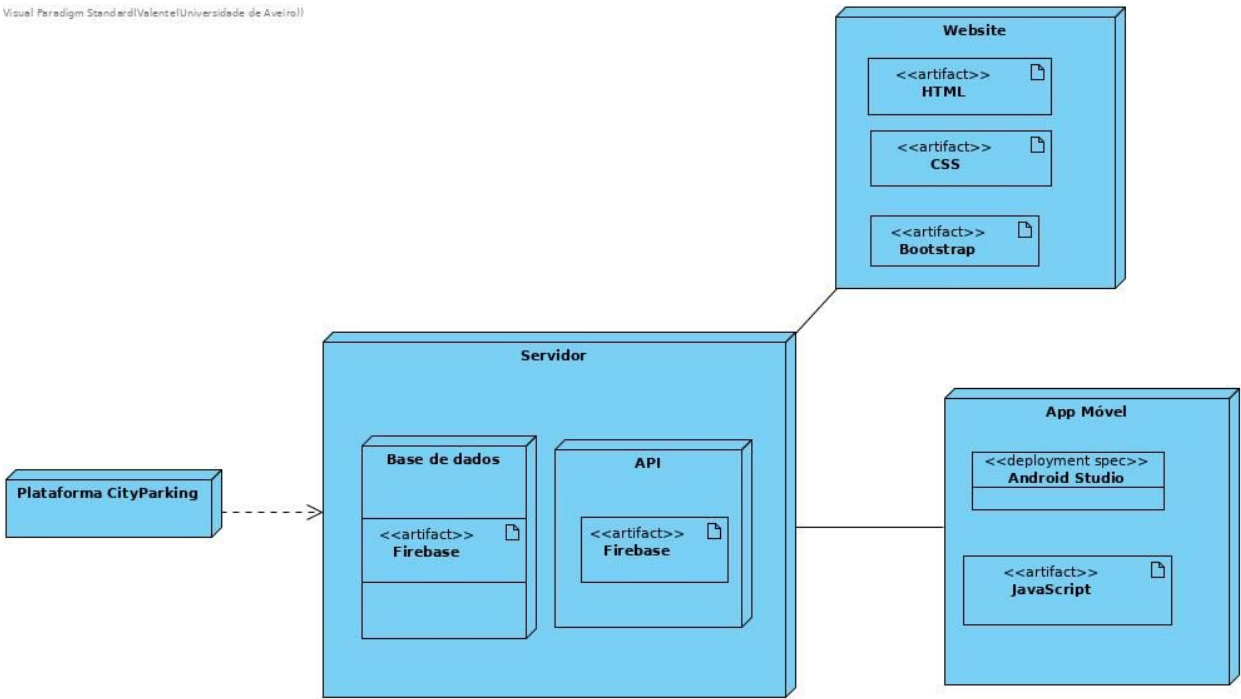 Visual Paradigm Standard(Valente(Universidade de Aveiro))
Website
<<artifact>>
HTML
<<artifact>>
CSS
<<artifact>>
Bootstrap
Servidor
Base de dados
<<artifact>>
Firebase
API
<<artifact>>
Firebase
Plataforma CityParking
App Móvel
<<deployment spec>>
Android Studio
<<artifact>>
JavaScript